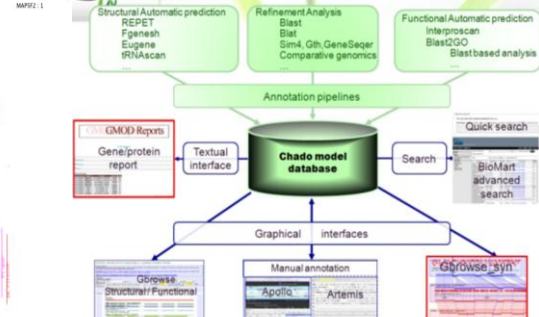 MAPSF2 : 1
Structural Automatic prediction
REPET
Fgenesh
Eugene
tRNAscan
...
Refinement Analysis
Blast
Blat
Sim4, Gth,GeneSeqer
Comparative genomics
...
Functional Automatic prediction
Interproscan
Blast2GO
Blast based analysis
...
Annotation pipelines
GMOD Reports
Gene/protein
report
Textual
interface
Chado model
database
Search
Quick search
BioMart
advanced
search
Graphical interfaces
Gbrowse
Structural / Functional
Manual annotation
Apollo
Artemis
Gbrowse_syn